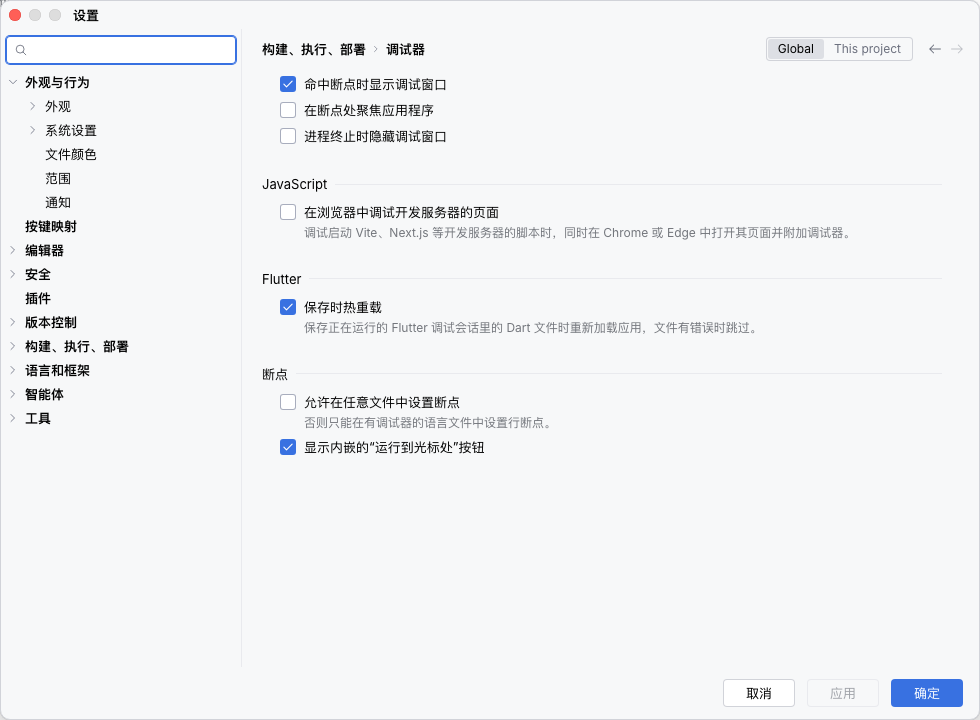 设置
构建、执行、部署 › 调试器
Global
This project
外观与行为
外观
系统设置
文件颜色
范围
通知
按键映射
编辑器
安全
插件
版本控制
构建、执行、部署
语言和框架
智能体
工具
命中断点时显示调试窗口
在断点处聚焦应用程序
进程终止时隐藏调试窗口
JavaScript
在浏览器中调试开发服务器的页面
调试启动 Vite、Next.js 等开发服务器的脚本时，同时在 Chrome 或 Edge 中打开其页面并附加调试器。
Flutter
保存时热重载
保存正在运行的 Flutter 调试会话里的 Dart 文件时重新加载应用，文件有错误时跳过。
断点
允许在任意文件中设置断点
否则只能在有调试器的语言文件中设置行断点。
显示内嵌的“运行到光标处”按钮
取消
应用
确定